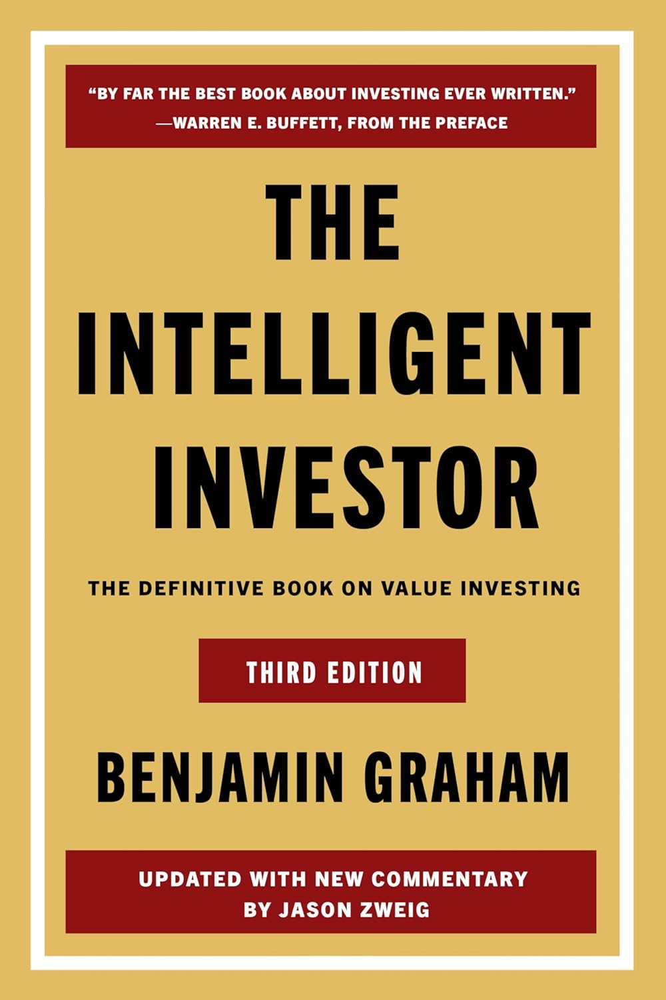 “BY FAR THE BEST BOOK ABOUT INVESTING EVER WRITTEN.”
—WARREN E. BUFFETT, FROM THE PREFACE
THE
INTELLIGENT
INVESTOR
THE DEFINITIVE BOOK ON VALUE INVESTING
THIRD EDITION
BENJAMIN GRAHAM
UPDATED WITH NEW COMMENTARY
BY JASON ZWEIG